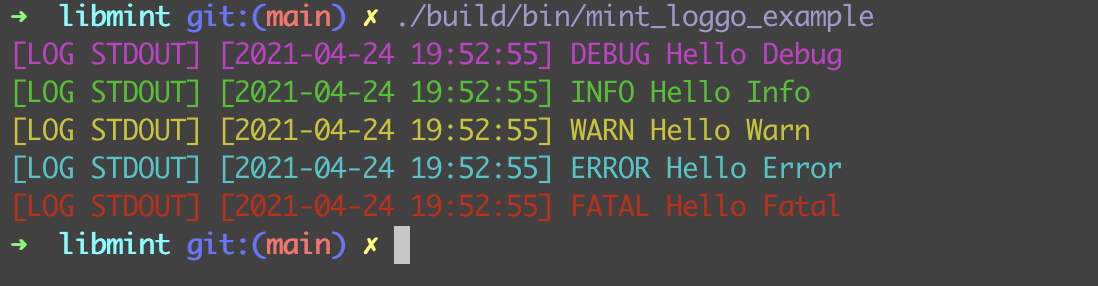 ➜  libmint git:(main) ✗ ./build/bin/mint_loggo_example
[LOG STDOUT] [2021-04-24 19:52:55] DEBUG Hello Debug
[LOG STDOUT] [2021-04-24 19:52:55] INFO Hello Info
[LOG STDOUT] [2021-04-24 19:52:55] WARN Hello Warn
[LOG STDOUT] [2021-04-24 19:52:55] ERROR Hello Error
[LOG STDOUT] [2021-04-24 19:52:55] FATAL Hello Fatal
➜  libmint git:(main) ✗